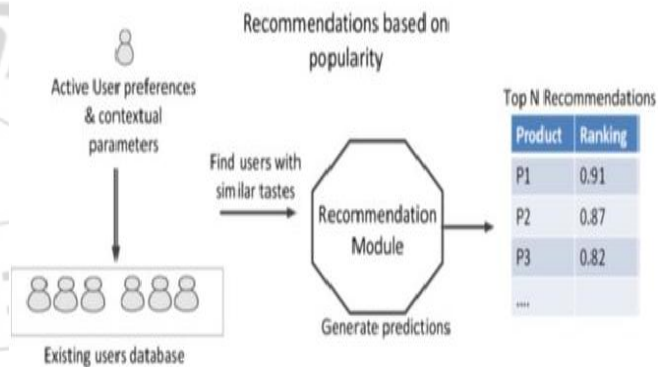 Recommendations based on
popularity
Active User preferences
& contextual
parameters
Find users with
similar tastes
Existing users database
Recommendation
Module
Generate predictions
Top N Recommendations
Product Ranking
P1 0.91
P2 0.87
P3 0.82
....